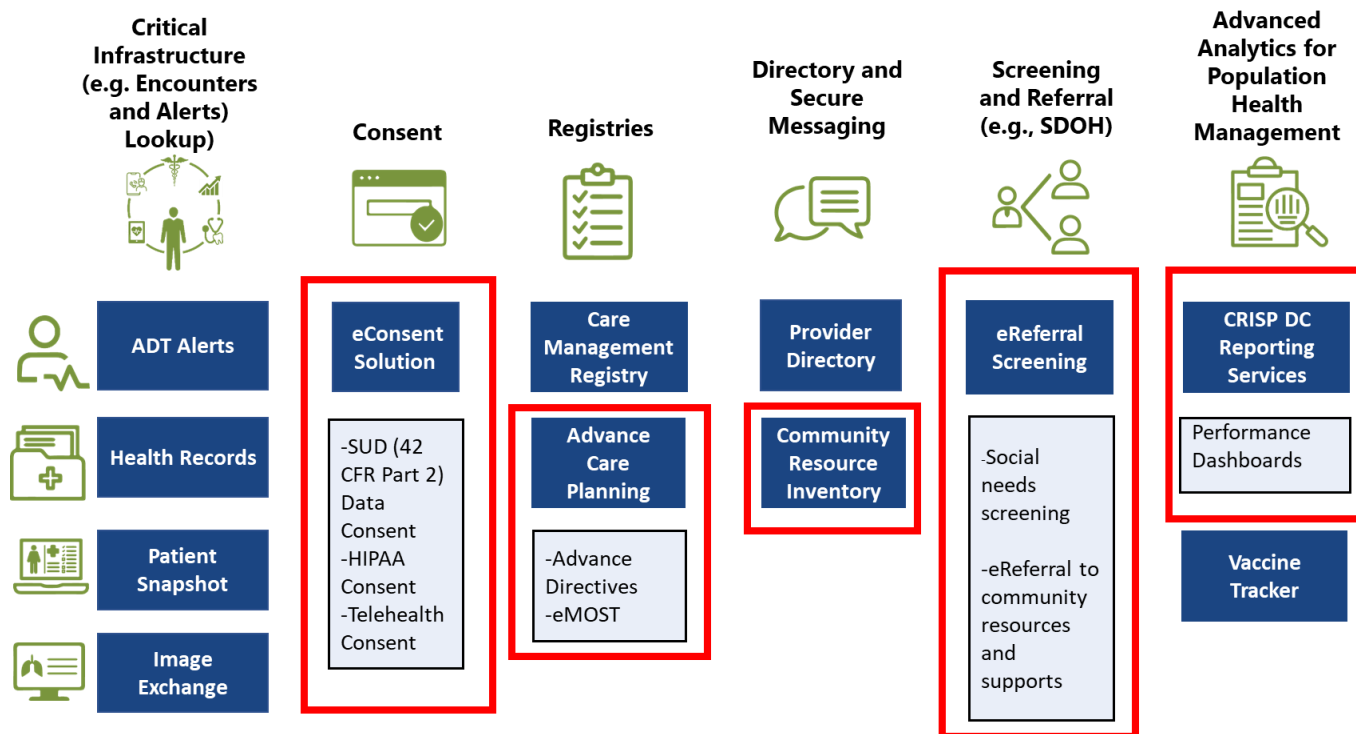 Critical
Infrastructure
(e.g. Encounters
and Alerts)
Lookup)
Consent
Registries
Directory and
Secure
Messaging
Screening
and Referral
(e.g., SDOH)
Advanced
Analytics for
Population
Health
Management
ADT Alerts
Health Records
Patient
Snapshot
Image
Exchange
eConsent
Solution
-SUD (42
CFR Part 2)
Data
Consent
-HIPAA
Consent
-Telehealth
Consent
Care
Management
Registry
Advance
Care
Planning
-Advance
Directives
-eMOST
Provider
Directory
Community
Resource
Inventory
eReferral
Screening
-Social
needs
screening
-eReferral to
community
resources
and
supports
CRISP DC
Reporting
Services
Performance
Dashboards
Vaccine
Tracker